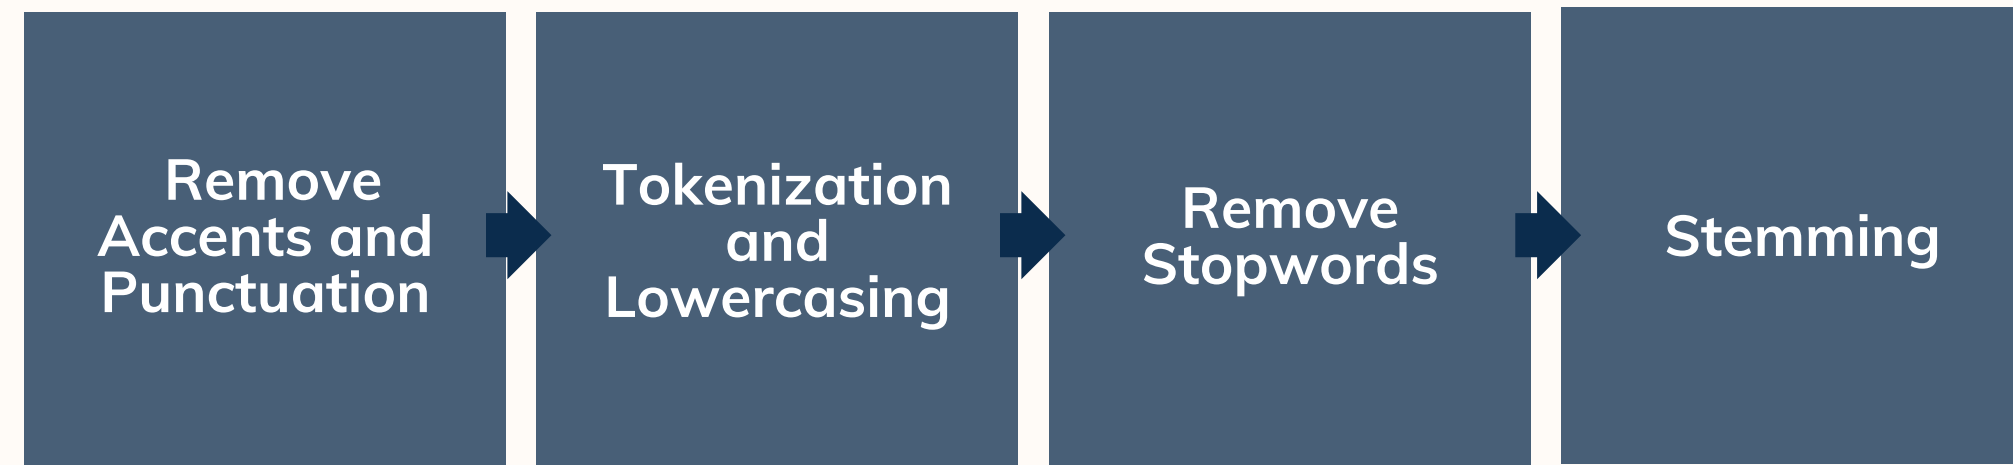 Remove
Accents and
Punctuation
Tokenization
and
Lowercasing
Remove
Stopwords
Stemming